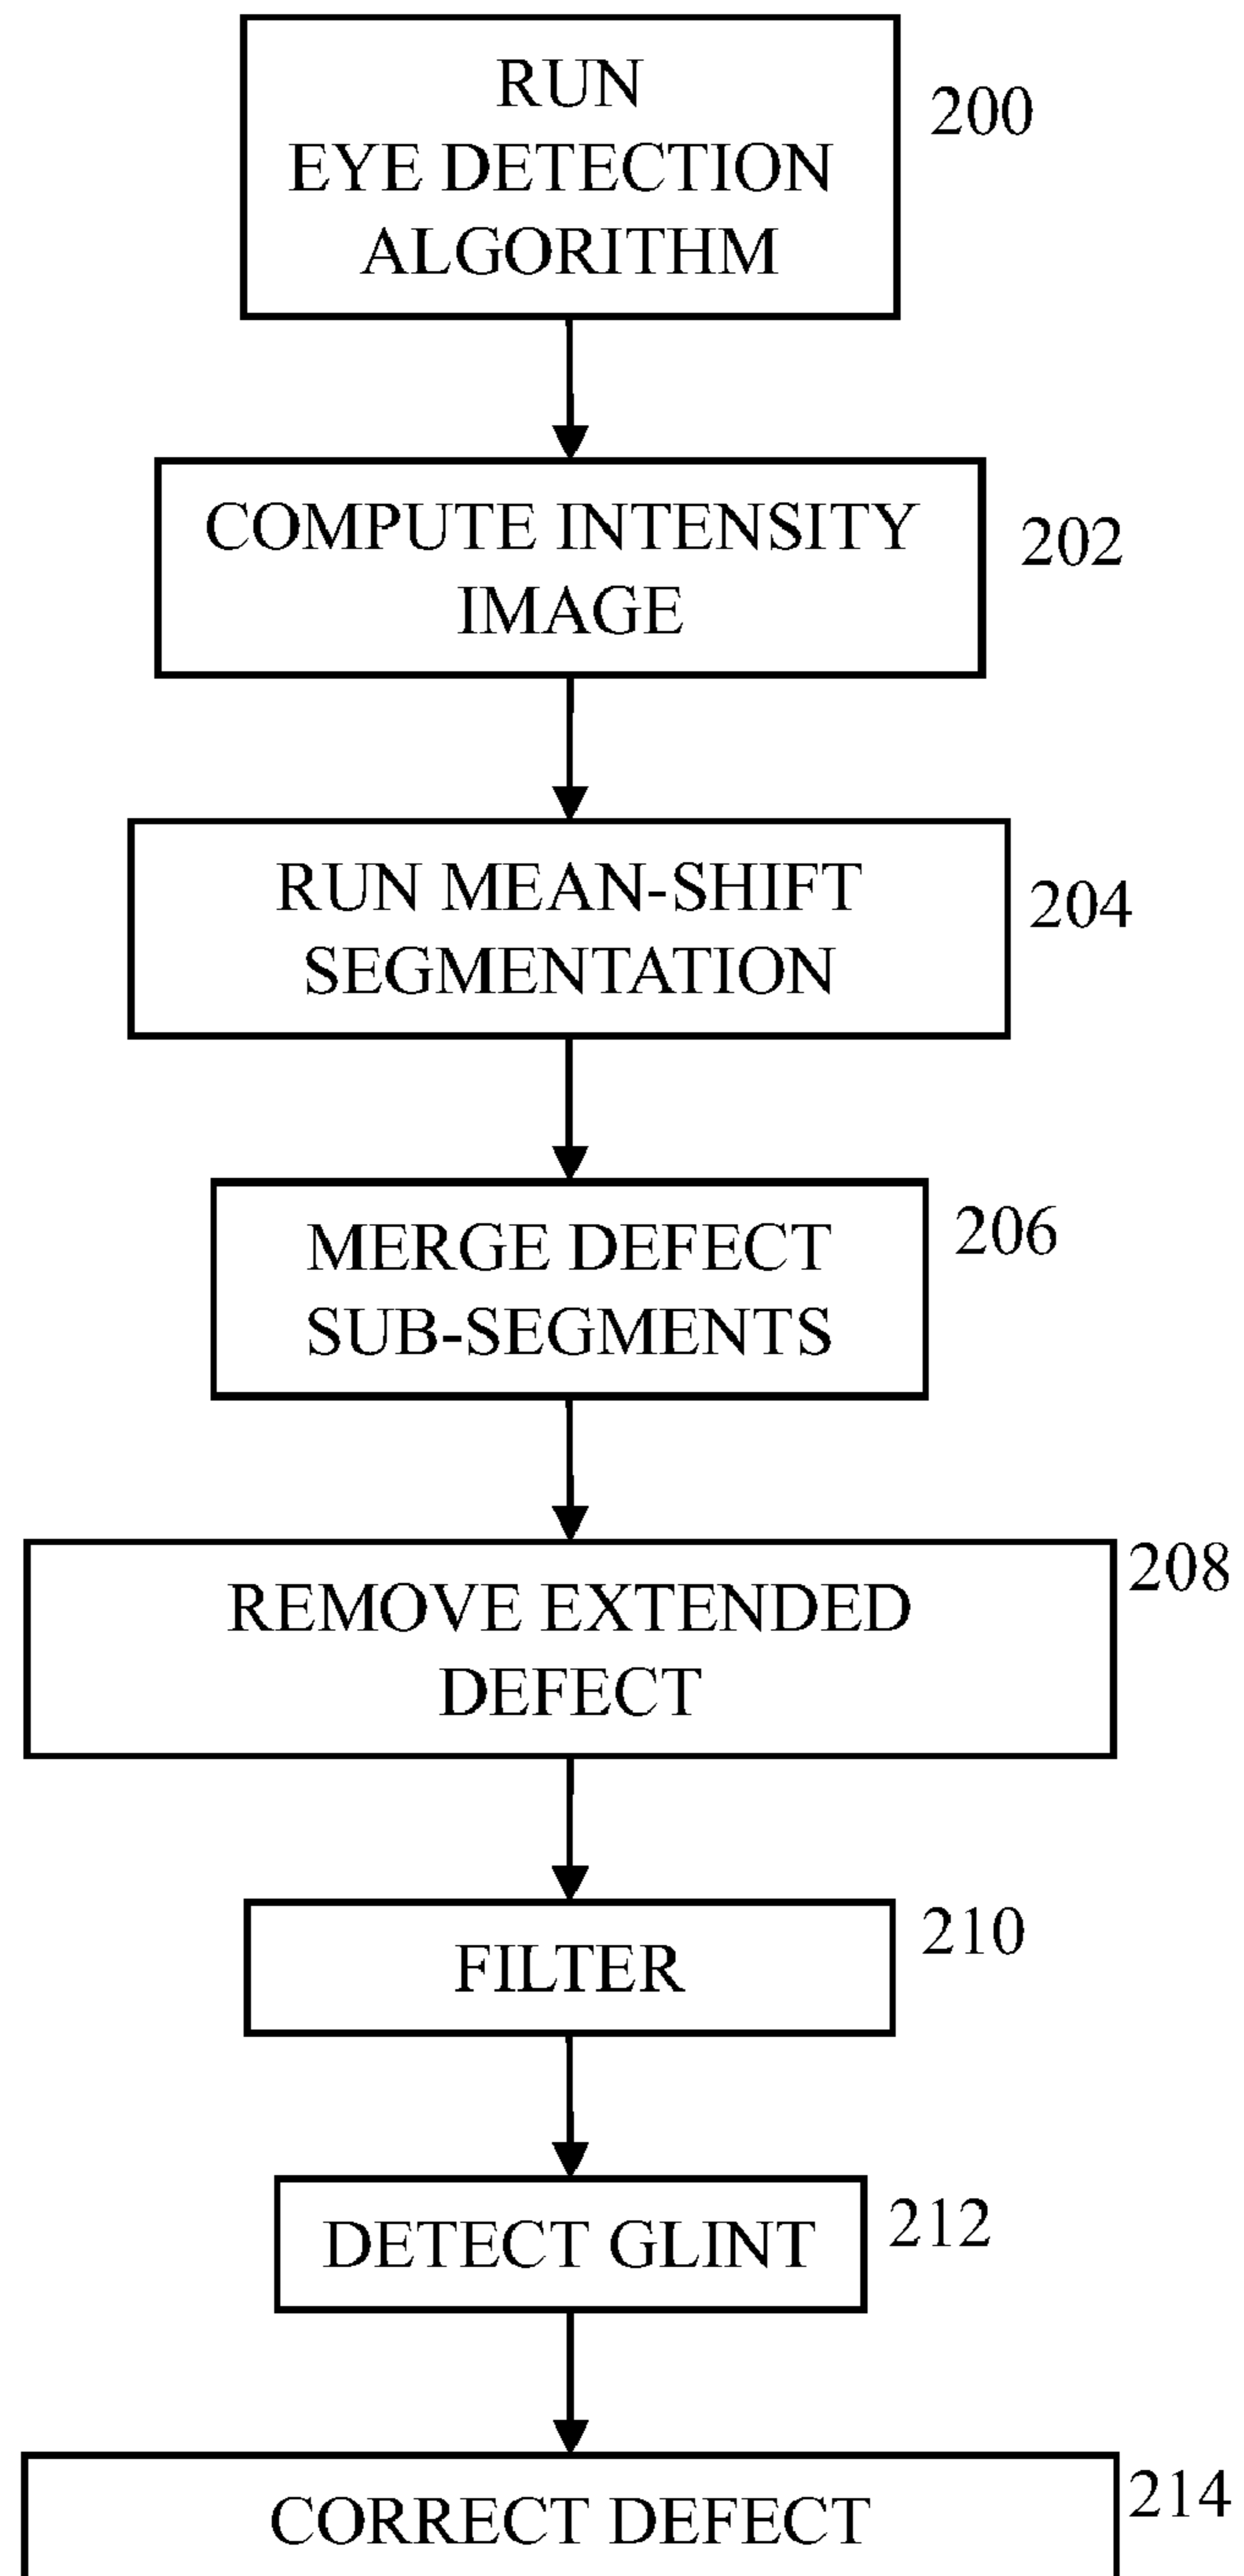 RUN
EYE DETECTION
ALGORITHM
200
COMPUTE INTENSITY
IMAGE
202
RUN MEAN-SHIFT
SEGMENTATION
204
MERGE DEFECT
SUB-SEGMENTS
206
REMOVE EXTENDED
DEFECT
208
FILTER
210
DETECT GLINT
212
CORRECT DEFECT
214